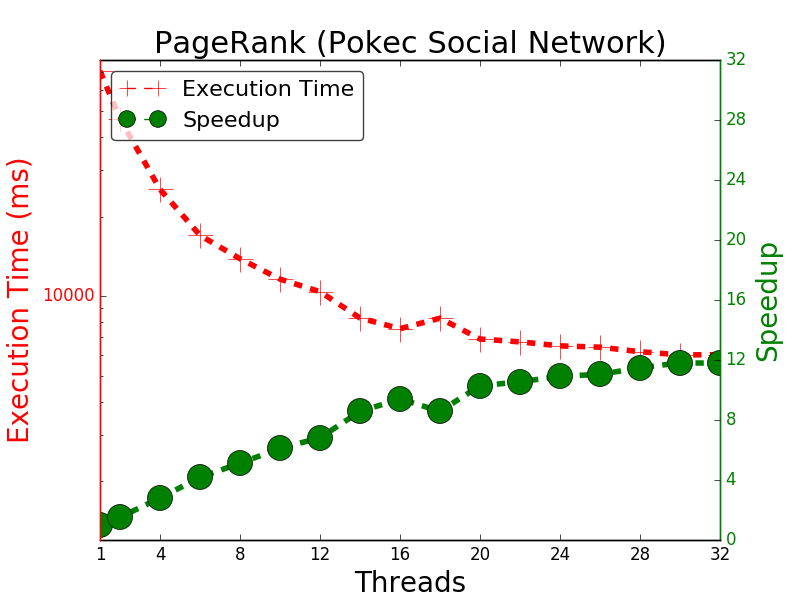 PageRank (Pokec Social Network)
Execution Time
Speedup
Execution Time (ms)
10000
32
28
24
20
16
12
8
4
0
Speedup
1 4 8 12 16 20 24 28 32
Threads